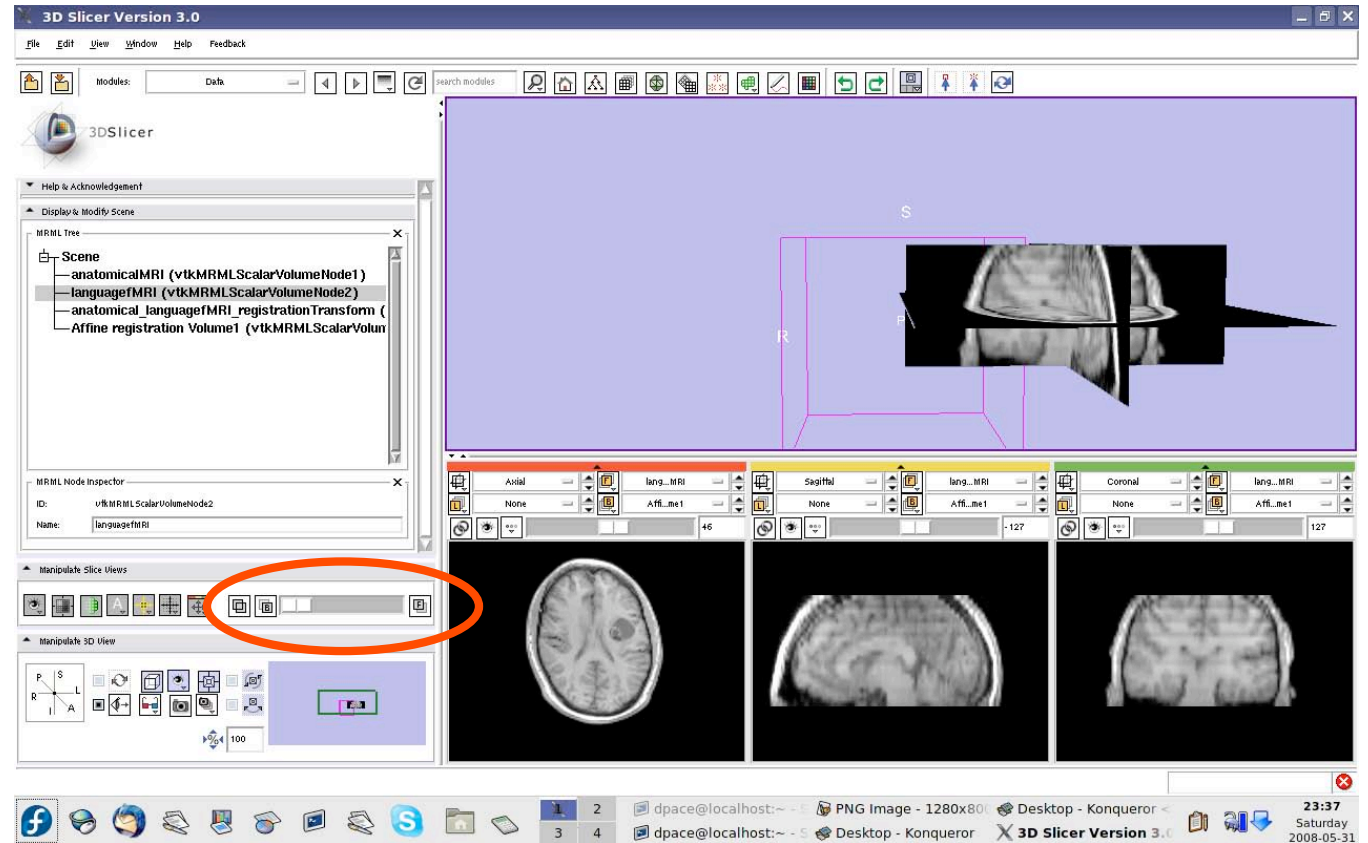 3D Slicer Version 3.0
File Edit View Window Help Feedback
Modules: Data search modules
3DSlicer
Help & Acknowledgement
Display & Modify Scene
MRML Tree
Scene
anatomicalMRI (vtkMRMLScalarVolumeNode1)
languagefMRI (vtkMRMLScalarVolumeNode2)
anatomical_languagefMRI_registrationTransform (
Affine registration Volume1 (vtkMRMLScalarVolum
MRML Node Inspector
ID: vtkMRMLScalarVolumeNode2
Name: languagefMRI
Manipulate Slice Views
B F
Manipulate 3D View
P S
R L
I A
100
S
R P
Axial F lang...MRI
L None B Affi...me1
46
Sagittal F lang...MRI
L None B Affi...me1
-127
Coronal F lang...MRI
L None B Affi...me1
127
1 2
3 4
dpace@localhost:~ - S
PNG Image - 1280x80
Desktop - Konqueror <
dpace@localhost:~ - S
Desktop - Konqueror
3D Slicer Version 3.0
23:37
Saturday
2008-05-31